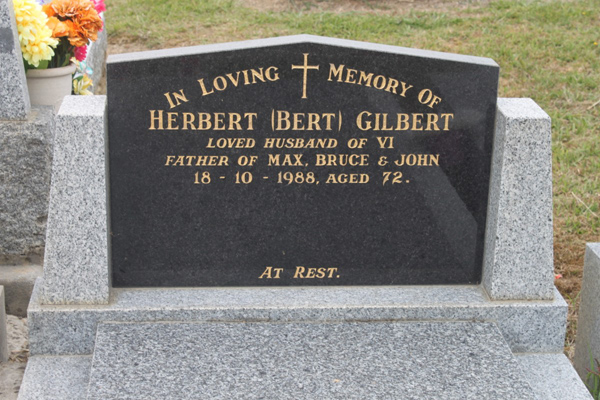 In Loving Memory Of
Herbert (Bert) Gilbert
Loved Husband of Vi
Father of Max, Bruce & John
18 - 10 - 1988, Aged 72.
At Rest.